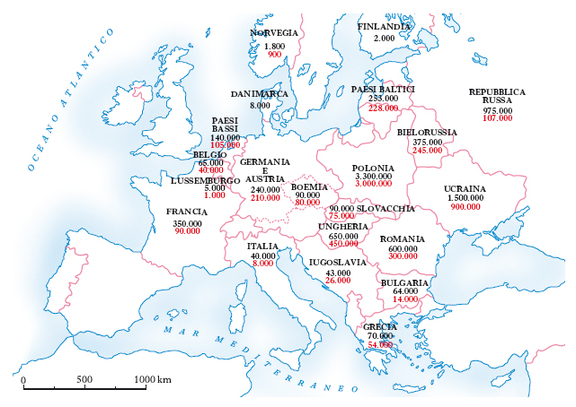 OCEANO ATLANTICO
NORVEGIA
1.800
900
FINLANDIA
2.000
DANIMARCA
8.000
PAESI BALTICI
253.000
228.000
REPUBBLICA
RUSSA
975.000
107.000
PAESI
BASSI
140.000
105.000
BIELORUSSIA
375.000
245.000
BELGIO
65.000
40.000
GERMANIA
E
AUSTRIA
240.000
210.000
LUSSEMBURGO
5.000
1.000
POLONIA
3.300.000
3.000.000
BOEMIA
90.000
80.000
UCRAINA
1.500.000
900.000
FRANCIA
350.000
90.000
90.000 SLOVACCHIA
75.000
UNGHERIA
650.000
450.000
ROMANIA
600.000
300.000
ITALIA
40.000
8.000
IUGOSLAVIA
43.000
26.000
BULGARIA
64.000
14.000
GRECIA
70.000
54.000
MAR MEDITERRANEO
0 500 1000 km